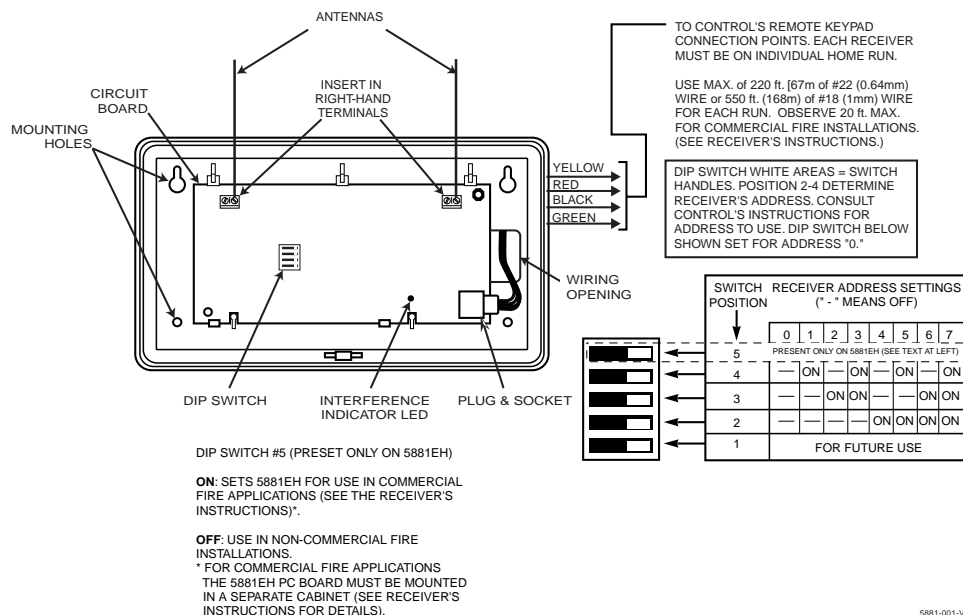 ANTENNAS
TO CONTROL'S REMOTE KEYPAD
CONNECTION POINTS. EACH RECEIVER
MUST BE ON INDIVIDUAL HOME RUN.
USE MAX. of 220 ft. [67m of #22 (0.64mm)
WIRE or 550 ft. (168m) of #18 (1mm) WIRE
FOR EACH RUN. OBSERVE 20 ft. MAX.
FOR COMMERCIAL FIRE INSTALLATIONS.
(SEE RECEIVER'S INSTRUCTIONS.)
CIRCUIT
BOARD
INSERT IN
RIGHT-HAND
TERMINALS
MOUNTING
HOLES
YELLOW
RED
BLACK
GREEN
DIP SWITCH WHITE AREAS = SWITCH
HANDLES. POSITION 2-4 DETERMINE
RECEIVER'S ADDRESS. CONSULT
CONTROL'S INSTRUCTIONS FOR
ADDRESS TO USE. DIP SWITCH BELOW
SHOWN SET FOR ADDRESS "0."
WIRING
OPENING
DIP SWITCH
INTERFERENCE
INDICATOR LED
PLUG & SOCKET
SWITCH
POSITION
RECEIVER ADDRESS SETTINGS
(" - " MEANS OFF)
0 1 2 3 4 5 6 7
5 PRESENT ONLY ON 5881EH (SEE TEXT AT LEFT)
4 — ON — ON — ON — ON
3 — — ON ON — — ON ON
2 — — — — ON ON ON ON
1 FOR FUTURE USE
DIP SWITCH #5 (PRESET ONLY ON 5881EH)
ON: SETS 5881EH FOR USE IN COMMERCIAL
FIRE APPLICATIONS (SEE THE RECEIVER'S
INSTRUCTIONS)*.
OFF: USE IN NON-COMMERCIAL FIRE
INSTALLATIONS.
* FOR COMMERCIAL FIRE APPLICATIONS
THE 5881EH PC BOARD MUST BE MOUNTED
IN A SEPARATE CABINET (SEE RECEIVER'S
INSTRUCTIONS FOR DETAILS).